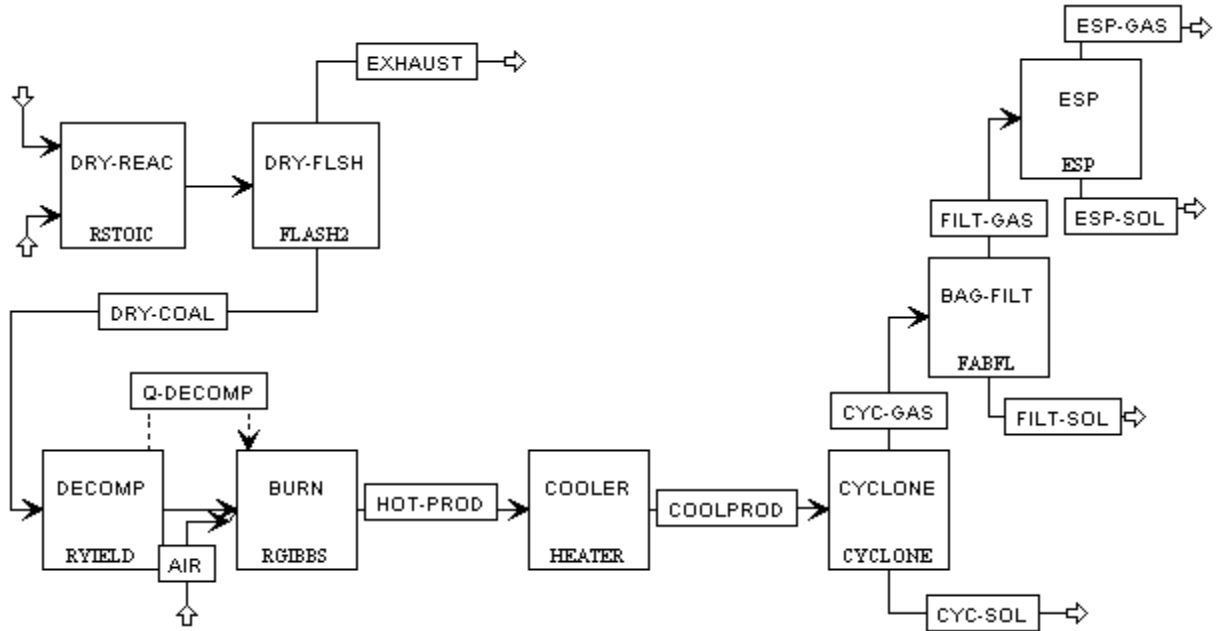 ESP-GAS
EXHAUST
ESP
ESP
DRY-REAC
DRY-FLSH
RSTOIC
FLASH2
ESP-SOL
FILT-GAS
DRY-COAL
BAG-FILT
FABFL
Q-DECOMP
CYC-GAS
FILT-SOL
DECOMP
BURN
HOT-PROD
COOLER
COOLPROD
CYCLONE
RYIELD
AIR
RGIBBS
HEATER
CYCLONE
CYC-SOL